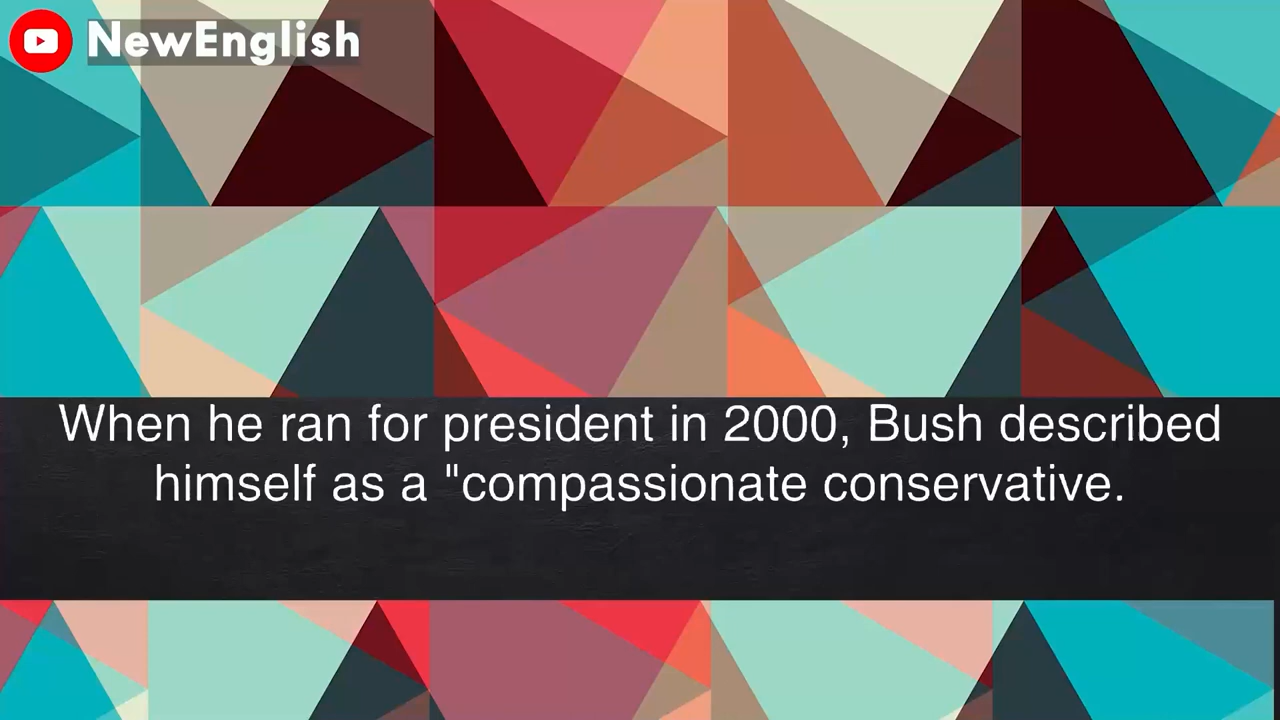 NewEnglish
When he ran for president in 2000, Bush described
himself as a "compassionate conservative.